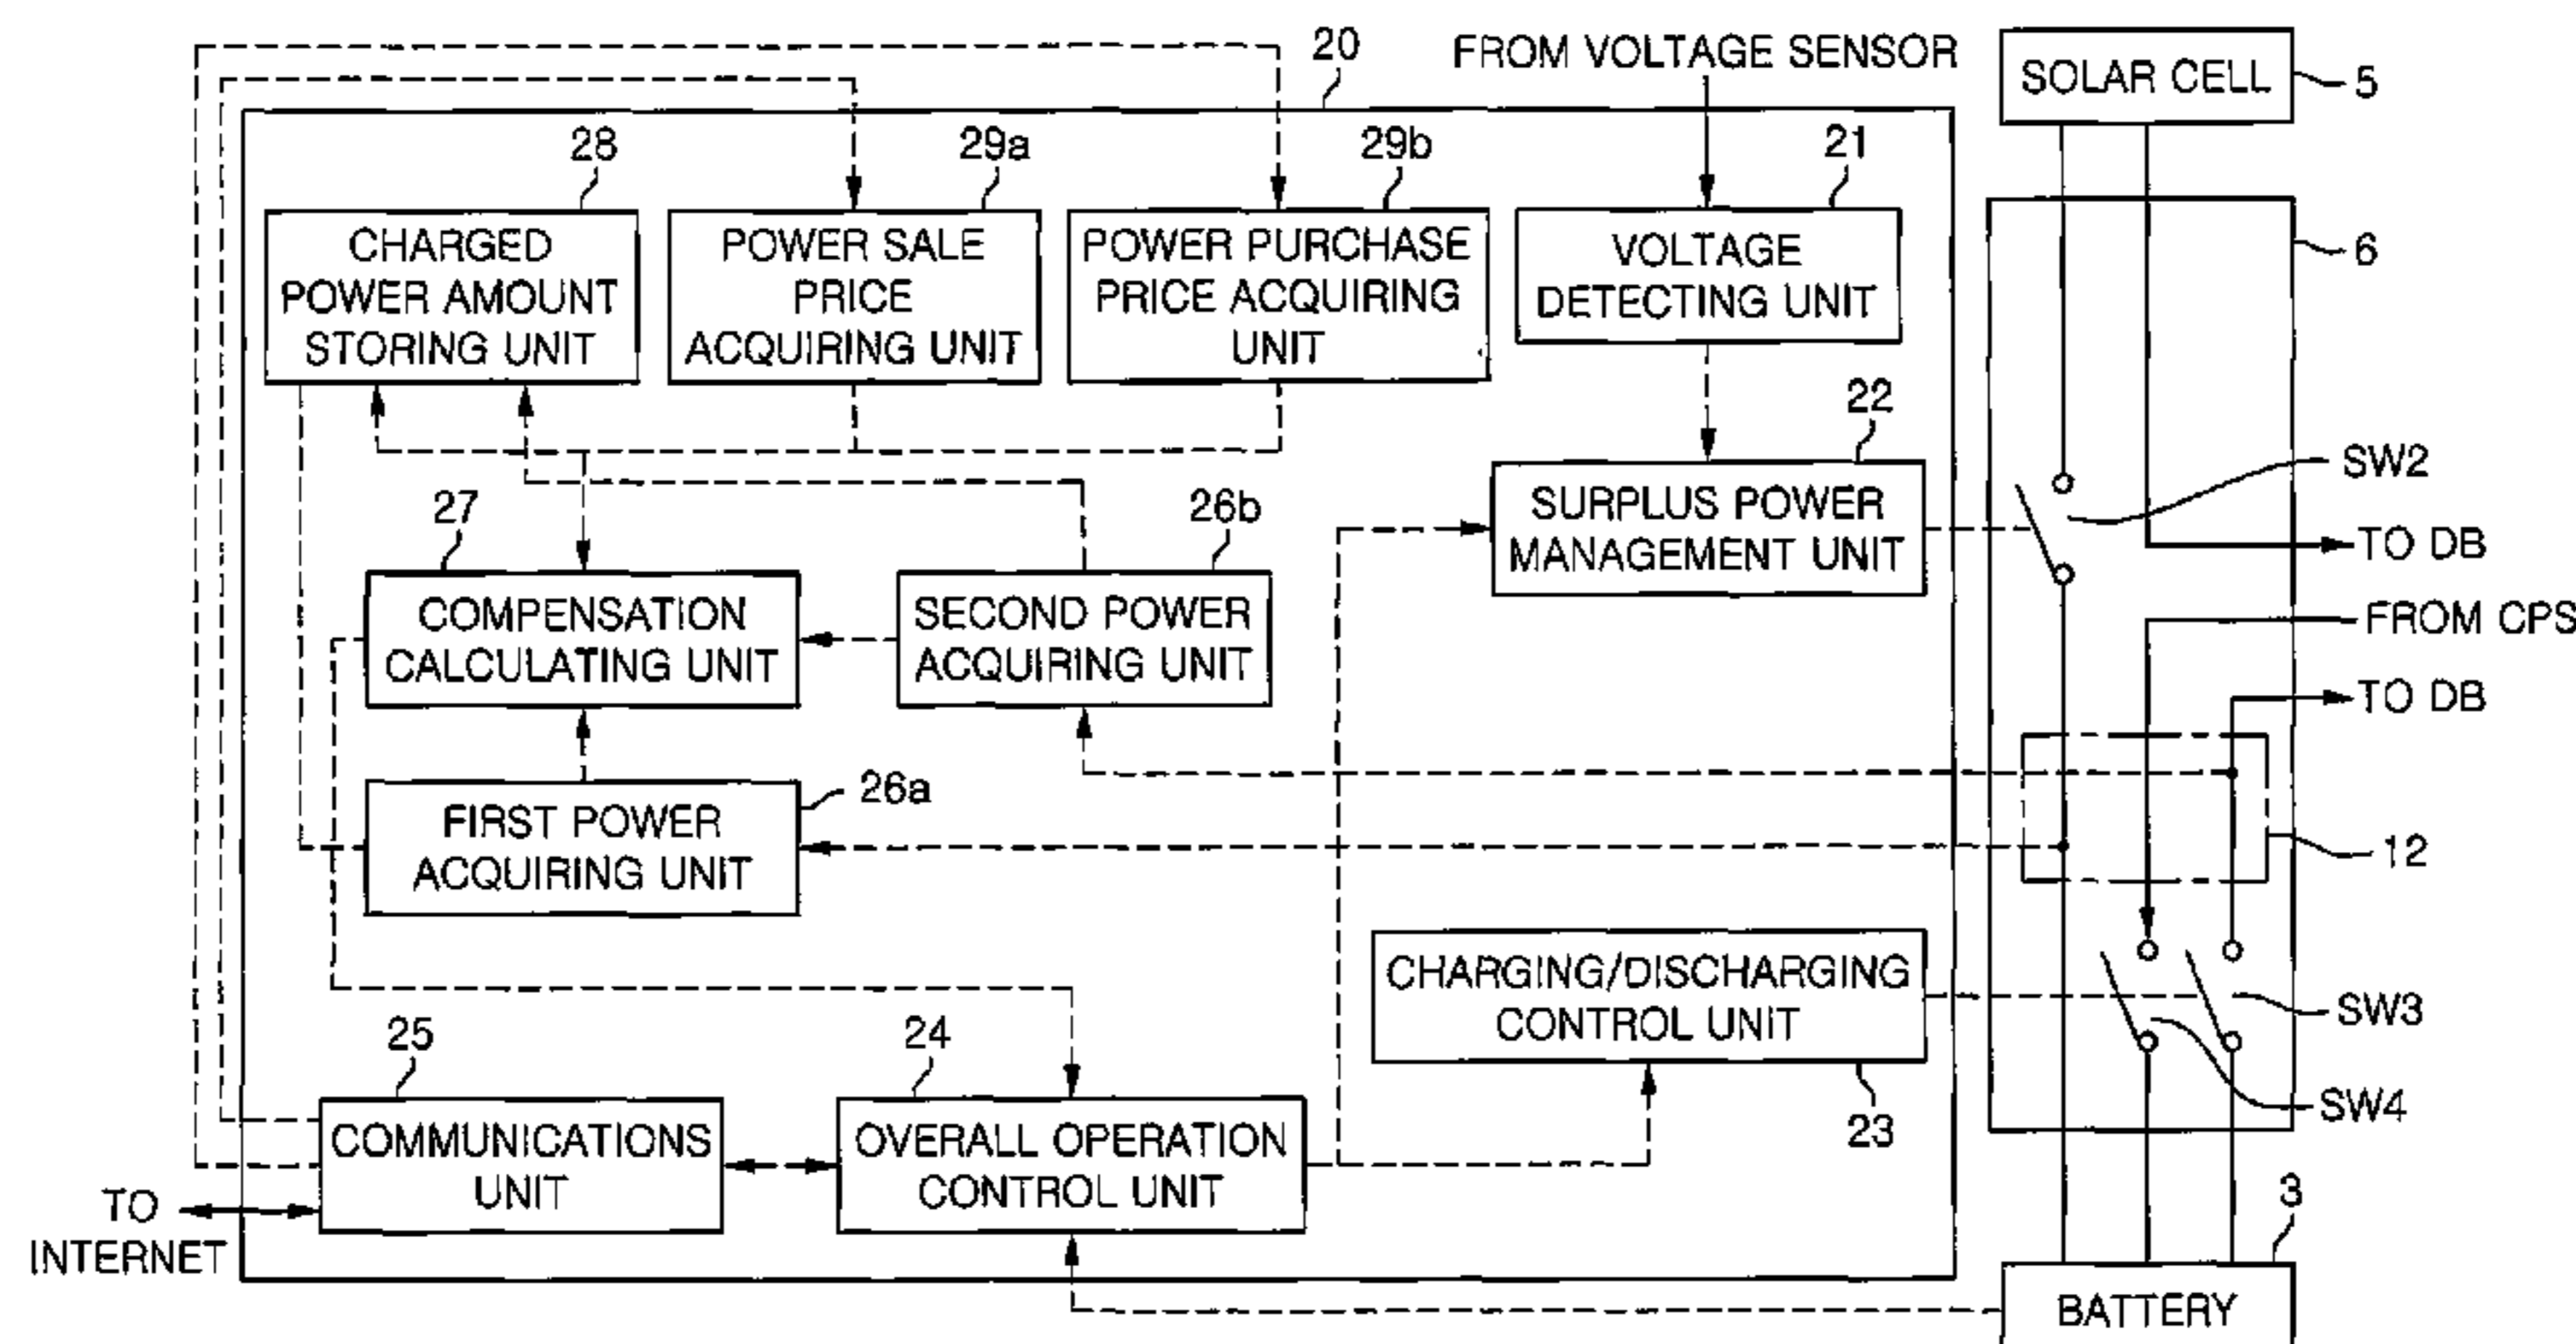 20
FROM VOLTAGE SENSOR
SOLAR CELL
5
28
29a
29b
21
CHARGED
POWER AMOUNT
STORING UNIT
POWER SALE
PRICE
ACQUIRING UNIT
POWER PURCHASE
PRICE ACQUIRING
UNIT
VOLTAGE
DETECTING UNIT
6
22
SURPLUS POWER
MANAGEMENT UNIT
SW2
TO DB
FROM CPS
TO DB
27
COMPENSATION
CALCULATING UNIT
26b
SECOND POWER
ACQUIRING UNIT
26a
FIRST POWER
ACQUIRING UNIT
12
CHARGING/DISCHARGING
CONTROL UNIT
23
SW3
SW4
25
COMMUNICATIONS
UNIT
24
OVERALL OPERATION
CONTROL UNIT
TO
INTERNET
3
BATTERY